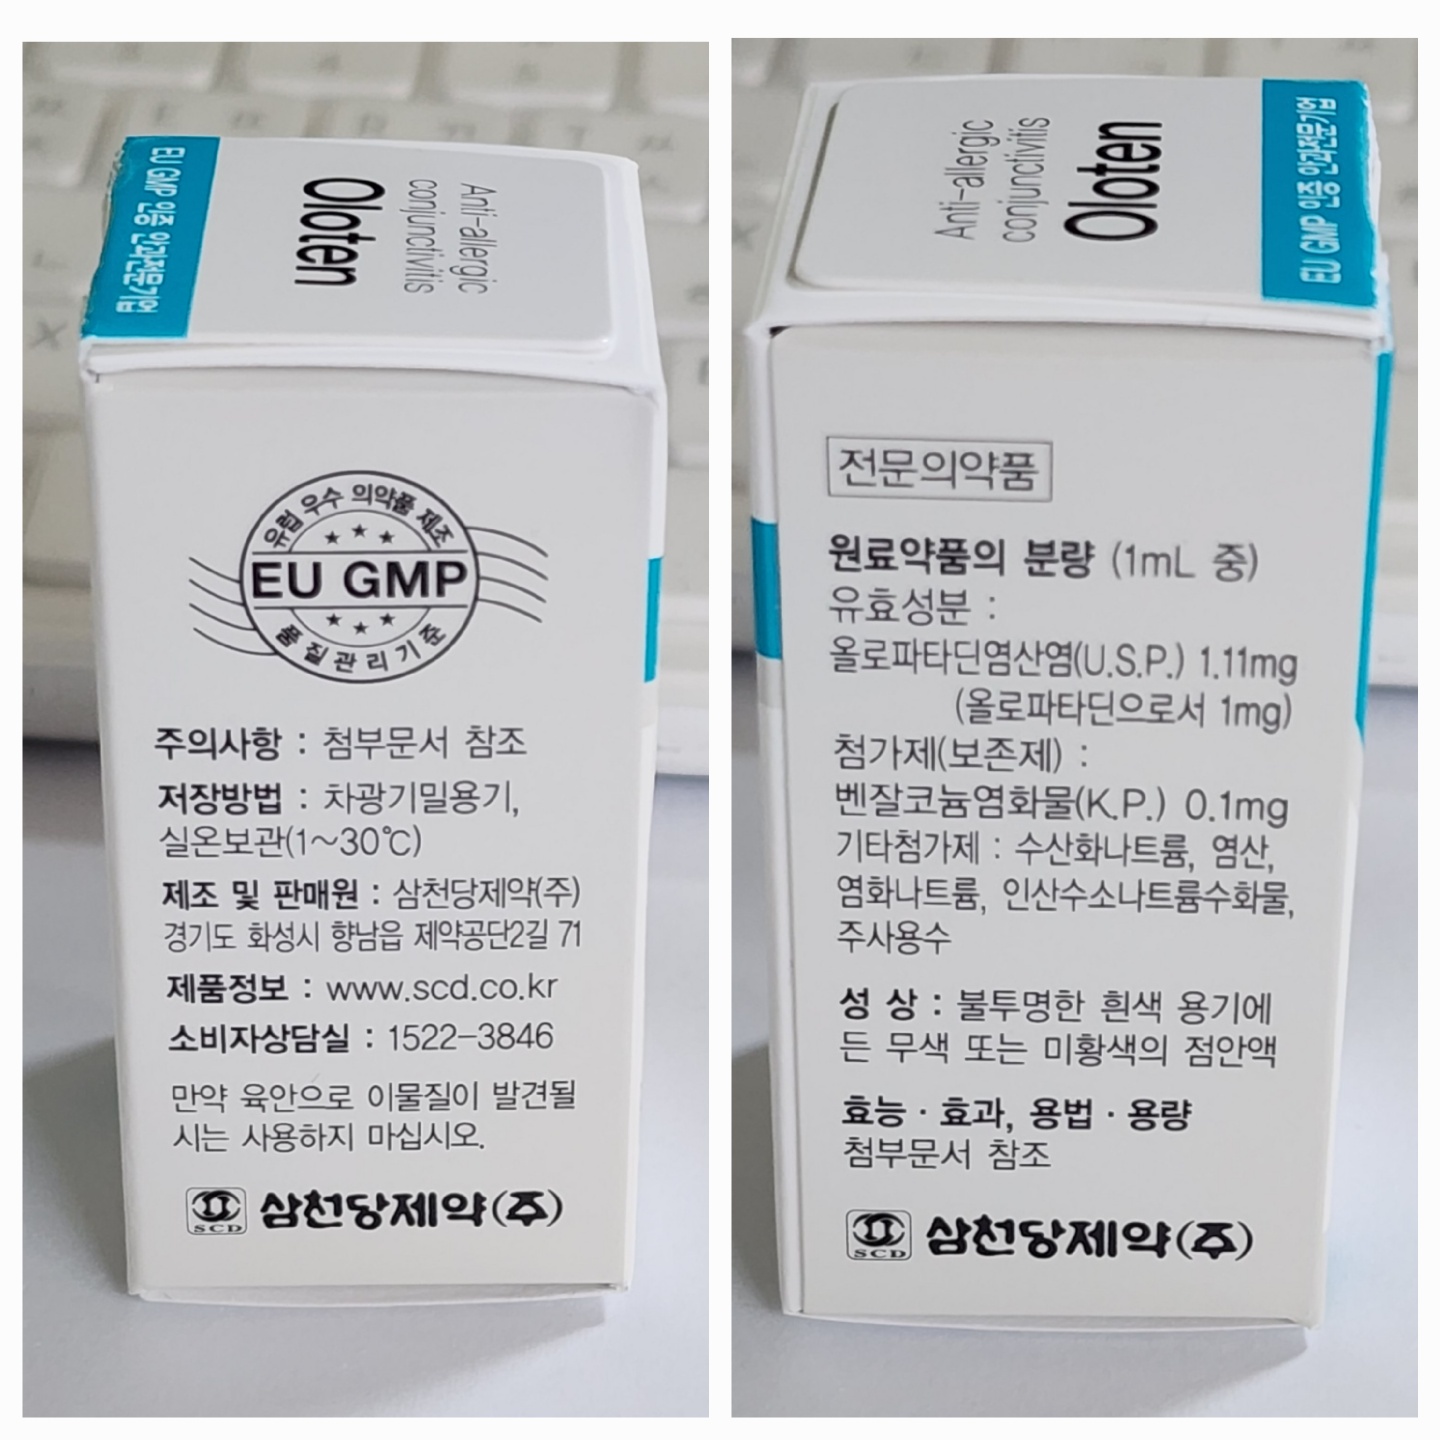 EU GMP 인증 안과전문기업
Oloten
Anti-allergic
conjunctivitis
유럽 우수 의약품 제조
EU GMP
품질관리기준
주의사항 : 첨부문서 참조
저장방법 : 차광기밀용기,
실온보관(1~30℃)
제조 및 판매원 : 삼천당제약(주)
경기도 화성시 향남읍 제약공단2길 71
제품정보 : www.scd.co.kr
소비자상담실 : 1522-3846
만약 육안으로 이물질이 발견될
시는 사용하지 마십시오.
SCD 삼천당제약(주)
Anti-allergic
conjunctivitis
Oloten
EU GMP 인증 안과전문기업
전문의약품
원료약품의 분량 (1mL 중)
유효성분 :
올로파타딘염산염(U.S.P.) 1.11mg
(올로파타딘으로서 1mg)
첨가제(보존제) :
벤잘코늄염화물(K.P.) 0.1mg
기타첨가제 : 수산화나트륨, 염산,
염화나트륨, 인산수소나트륨수화물,
주사용수
성 상 : 불투명한 흰색 용기에
든 무색 또는 미황색의 점안액
효능 · 효과, 용법 · 용량
첨부문서 참조
SCD 삼천당제약(주)